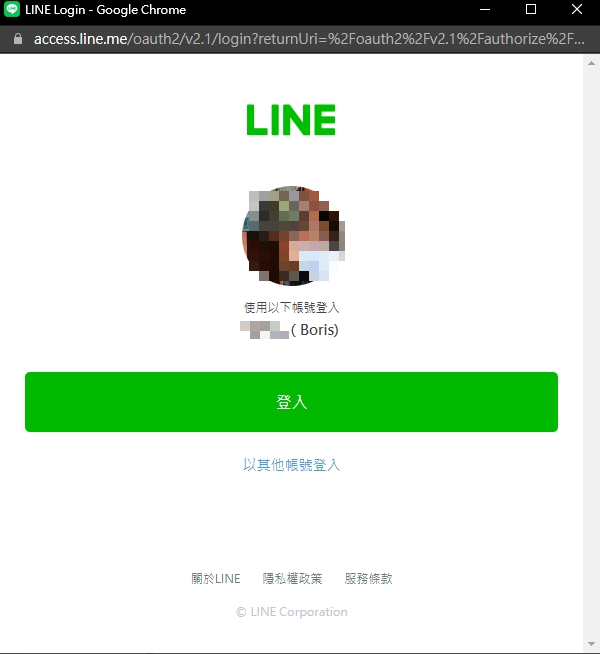 LINE Login - Google Chrome
access.line.me/oauth2/v2.1/login?returnUri=%2Foauth2%2Fv2.1%2Fauthorize%2F...
LINE
使用以下帳號登入
( Boris)
登入
以其他帳號登入
關於LINE 隱私權政策 服務條款
© LINE Corporation